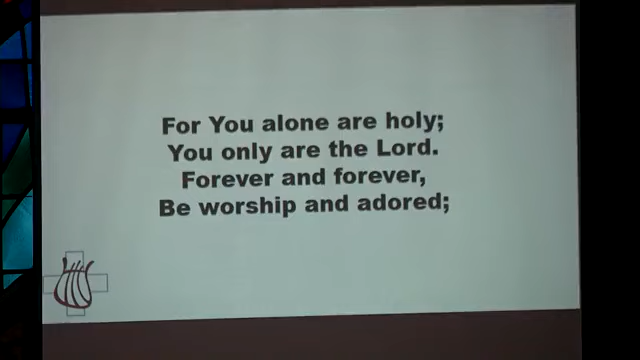 For You alone are holy;
You only are the Lord.
Forever and forever,
Be worship and adored;